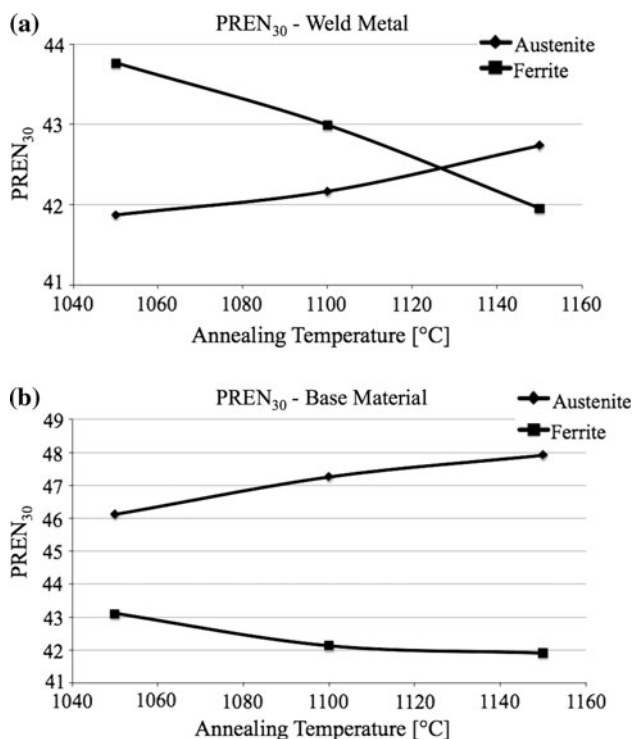 (a) PREN30 - Weld Metal
Austenite
Ferrite
44
43
42
41
PREN30
1040 1060 1080 1100 1120 1140 1160
Annealing Temperature [°C]
(b) PREN30 - Base Material
Austenite
Ferrite
49
48
47
46
45
44
43
42
41
PREN30
1040 1060 1080 1100 1120 1140 1160
Annealing Temperature [°C]